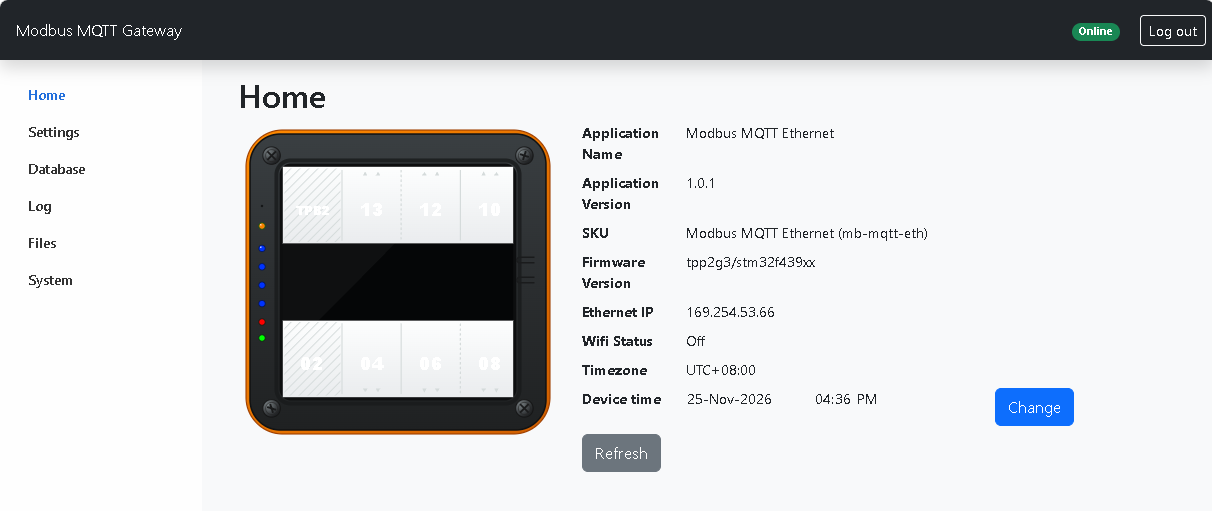 Modbus MQTT Gateway
Online
Log out
Home
Settings
Database
Log
Files
System
Home
TPB2
13
12
10
02
04
06
08
Application Name
Modbus MQTT Ethernet
Application Version
1.0.1
SKU
Modbus MQTT Ethernet (mb-mqtt-eth)
Firmware Version
tpp2g3/stm32f439xx
Ethernet IP
169.254.53.66
Wifi Status
Off
Timezone
UTC+08:00
Device time
25-Nov-2026
04:36 PM
Change
Refresh